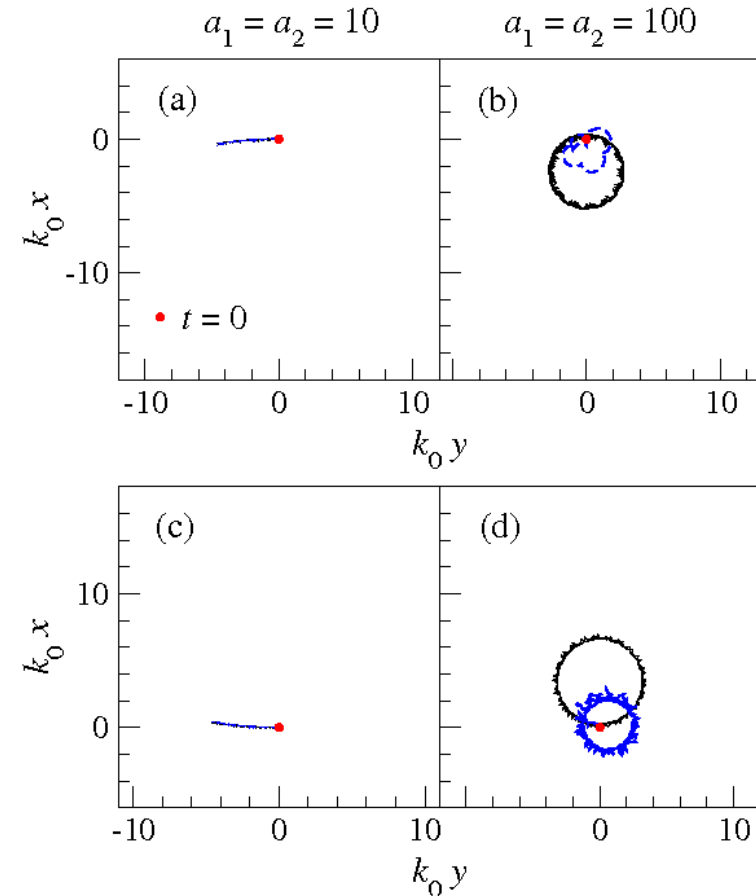 a₁ = a₂ = 10
a₁ = a₂ = 100
(a)
(b)
0
-10
k₀ x
t = 0
-10 0 10
0 10
k₀ y
(c)
(d)
10
0
k₀ x
-10 0 10
0 10
k₀ y